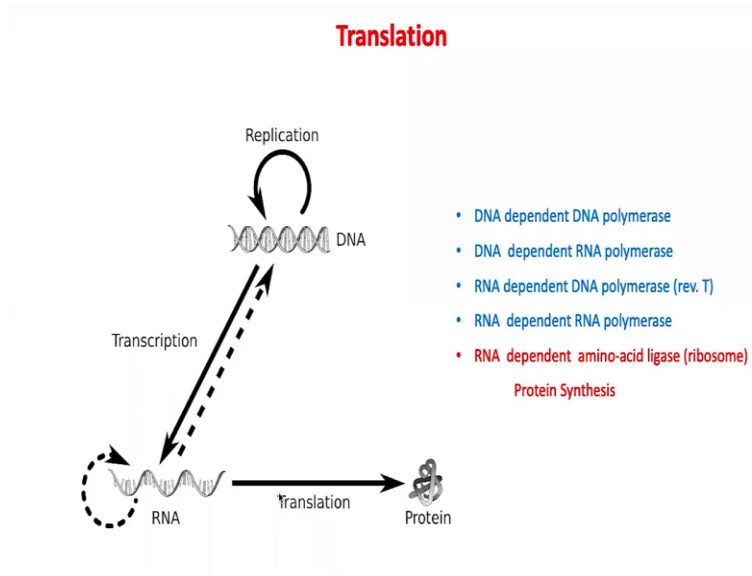 Translation
Replication
DNA
Transcription
RNA
Translation
Protein
• DNA dependent DNA polymerase
• DNA dependent RNA polymerase
• RNA dependent DNA polymerase (rev. T)
• RNA dependent RNA polymerase
• RNA dependent amino-acid ligase (ribosome)
Protein Synthesis